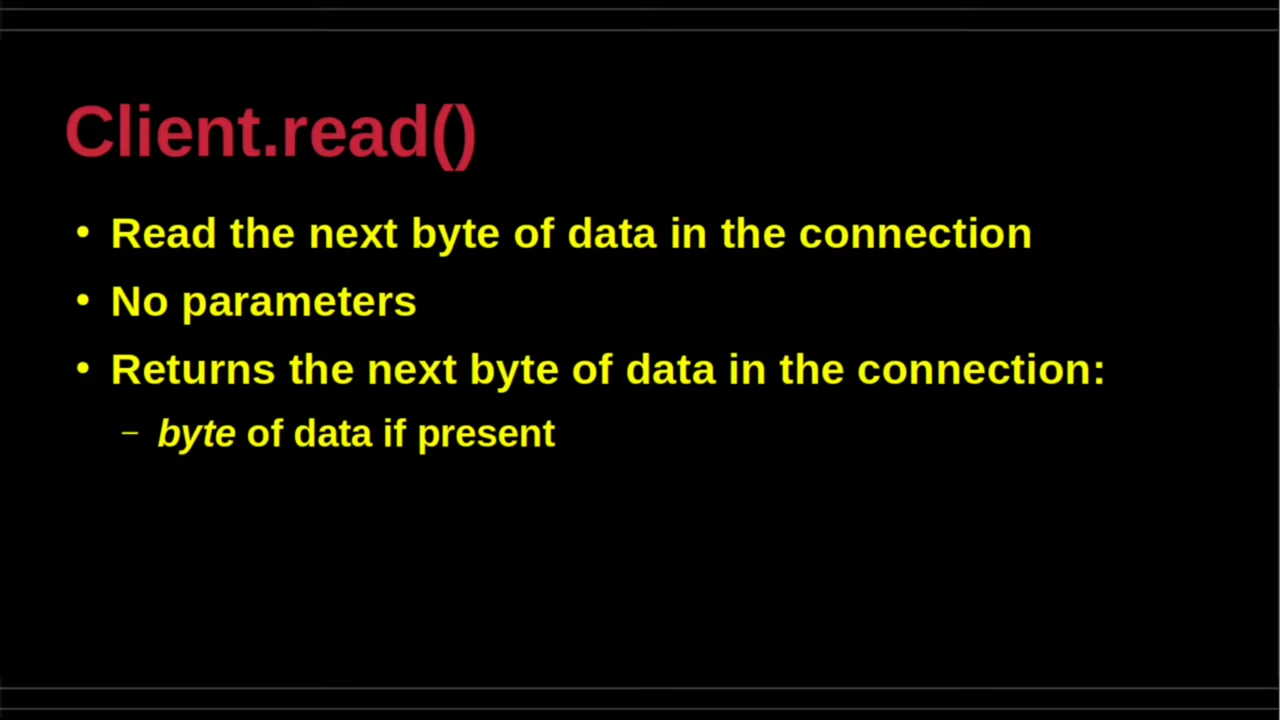 Client.read()
• Read the next byte of data in the connection
• No parameters
• Returns the next byte of data in the connection:
– byte of data if present